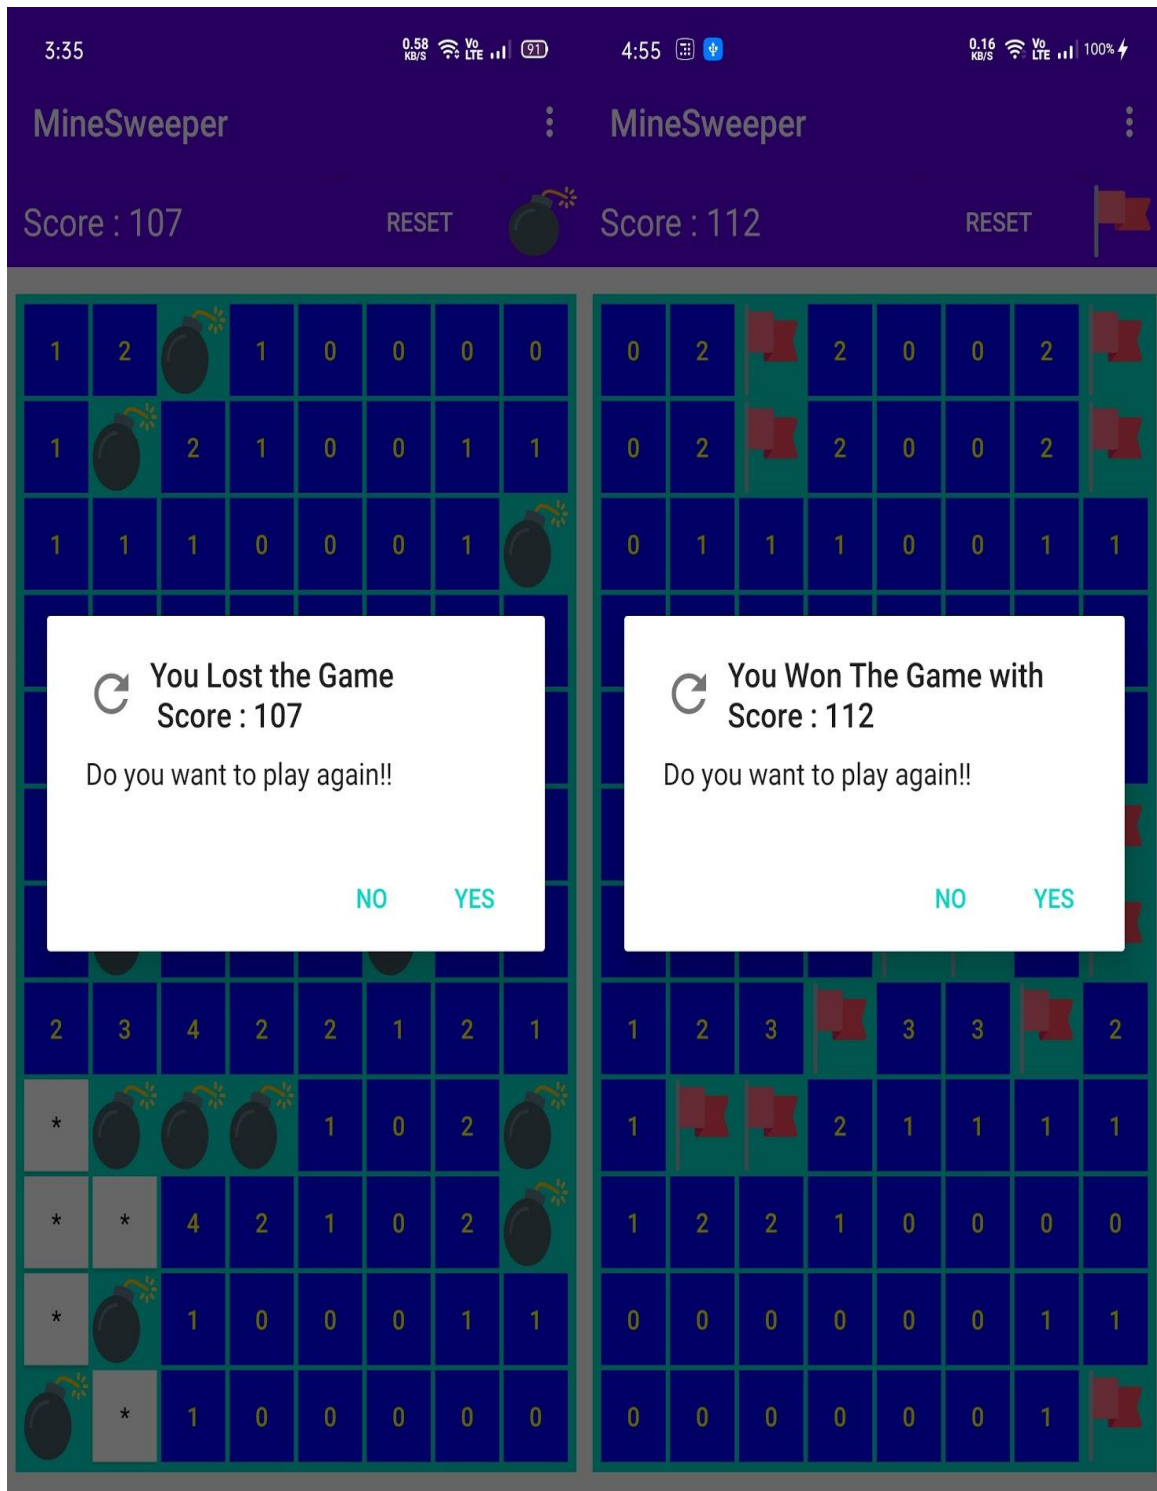 3:35 0.58 KB/S Vo LTE 91
MineSweeper
Score : 107 RESET
1 2 1 0 0 0 0
1 2 1 0 0 1 1
1 1 1 0 0 0 1
You Lost the Game
Score : 107
Do you want to play again!!
NO YES
2 3 4 2 2 1 2 1
* 1 0 2
* * 4 2 1 0 2
* 1 0 0 0 1 1
* 1 0 0 0 0 0
4:55 0.16 KB/S Vo LTE 100%
MineSweeper
Score : 112 RESET
0 2 2 0 0 2
0 2 2 0 0 2
0 1 1 1 0 0 1 1
You Won The Game with
Score : 112
Do you want to play again!!
NO YES
1 2 3 3 3 2
1 2 1 1 1 1
1 2 2 1 0 0 0 0
0 0 0 0 0 0 1 1
0 0 0 0 0 0 1